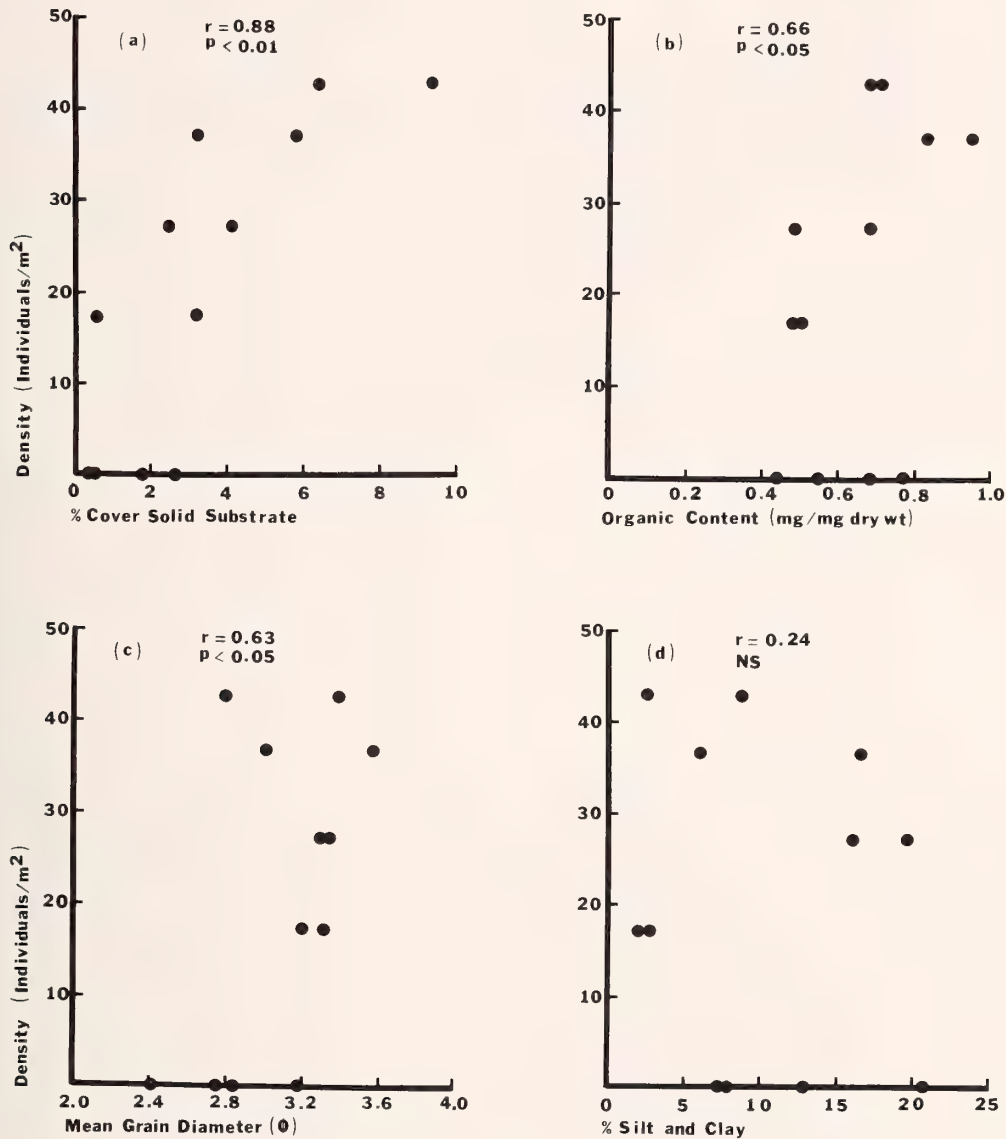 50
40
30
20
10
(a)
r = 0.88
p < 0.01
Density (Individuals/m²)
0 2 4 6 8 10
% Cover Solid Substrate
50
40
30
20
10
(b)
r = 0.66
p < 0.05
0 0.2 0.4 0.6 0.8 1.0
Organic Content (mg/mg dry wt)
50
40
30
20
10
(c)
r = 0.63
p < 0.05
Density (Individuals/m²)
2.0 2.4 2.8 3.2 3.6 4.0
Mean Grain Diameter (Φ)
50
40
30
20
10
(d)
r = 0.24
NS
0 5 10 15 20 25
% Silt and Clay